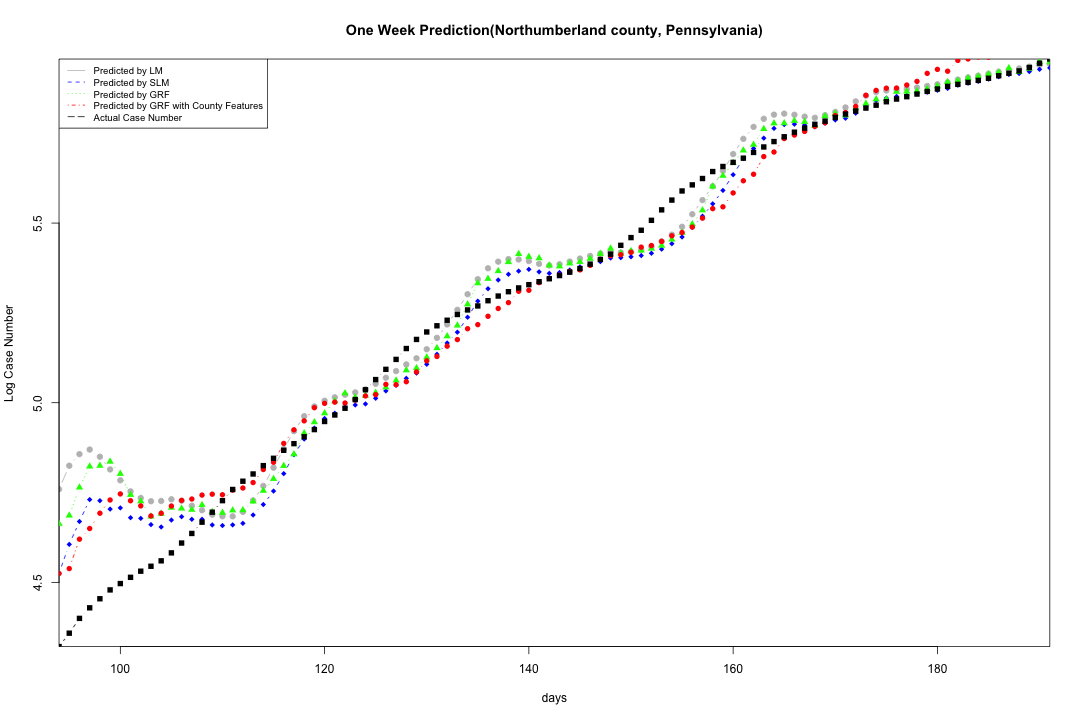 One Week Prediction(Northumberland county, Pennsylvania)
Predicted by LM
Predicted by SLM
Predicted by GRF
Predicted by GRF with County Features
Actual Case Number
Log Case Number
5.5
5.0
4.5
100 120 140 160 180
days